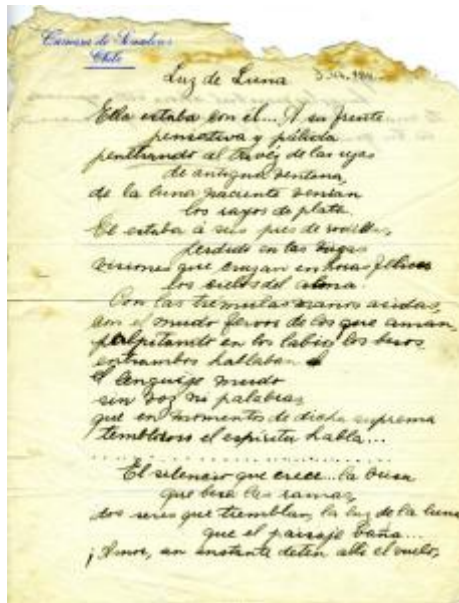 Camara de Senadores
Chile
Luz de Luna
Ella estaba con él... A su frente
pensativa y pálida
penetrando al travéz de las rejas
de antigua ventana,
de la luna naciente venían
los rayos de plata.
El estaba á sus pies de rodillas,
perdido en las vagas
visiones que cruzan en horas felices
los cielos del alma.
Con las trémulas manos asidas,
con el mudo fervor de los que aman,
palpitando en los labios los besos,
entrambos hablaban
el lenguaje mudo
sin voz ni palabras
que en momentos de dicha suprema
tembloroso el espíritu habla...
El silencio que crece... la brisa
que besa las ramas,
dos seres que tiemblan, la luz de la luna
que el paisaje baña...
¡Amor, un instante detén allí el vuelo,